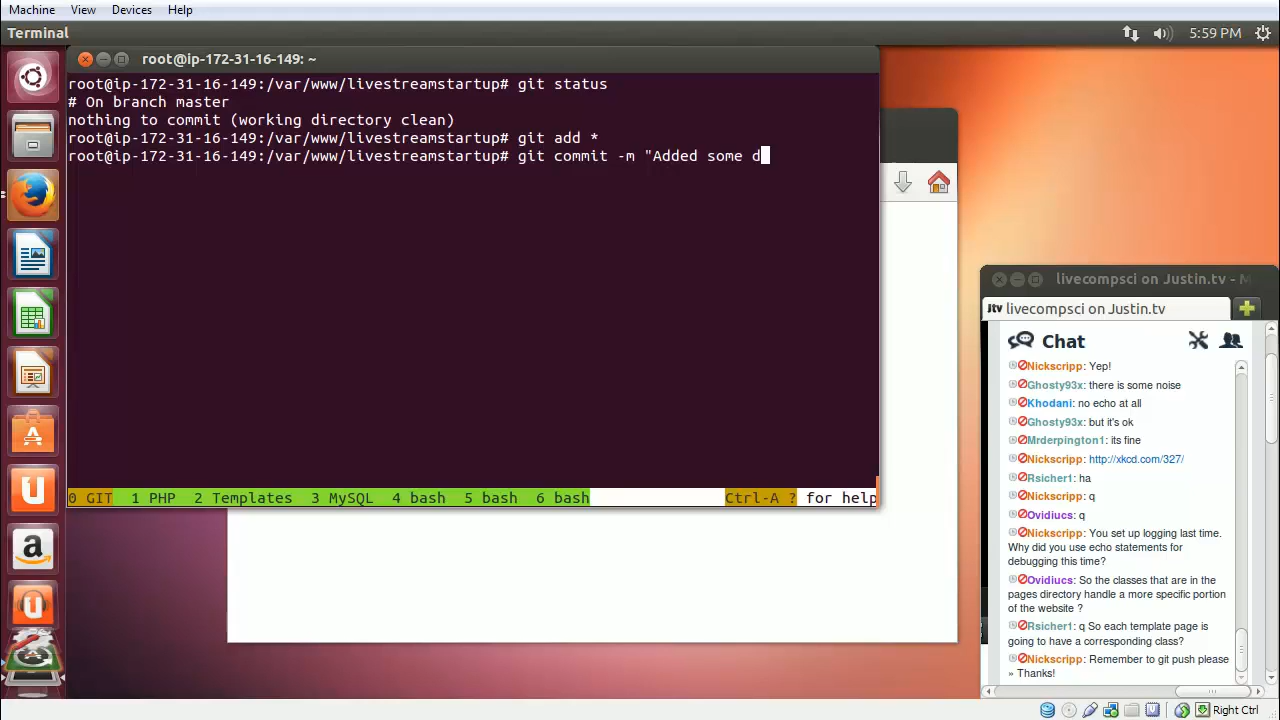 Machine View Devices Help
Terminal 5:59 PM
root@ip-172-31-16-149: ~
root@ip-172-31-16-149:/var/www/livestreamstartup# git status
# On branch master
nothing to commit (working directory clean)
root@ip-172-31-16-149:/var/www/livestreamstartup# git add *
root@ip-172-31-16-149:/var/www/livestreamstartup# git commit -m "Added some d
0 GIT 1 PHP 2 Templates 3 MySQL 4 bash 5 bash 6 bash Ctrl-A ? for help
livecompsci on Justin.tv - M
Jtv livecompsci on Justin.tv
Chat
Nickscripp: Yep!
Ghosty93x: there is some noise
Khodani: no echo at all
Ghosty93x: but it's ok
Mrderpington1: its fine
Nickscripp: http://xkcd.com/327/
Rsicher1: ha
Nickscripp: q
Ovidiucs: q
Nickscripp: You set up logging last time.
Why did you use echo statements for
debugging this time?
Ovidiucs: So the classes that are in the
pages directory handle a more specific portion
of the website ?
Rsicher1: q So each template page is
going to have a corresponding class?
Nickscripp: Remember to git push please
» Thanks!
Right Ctrl